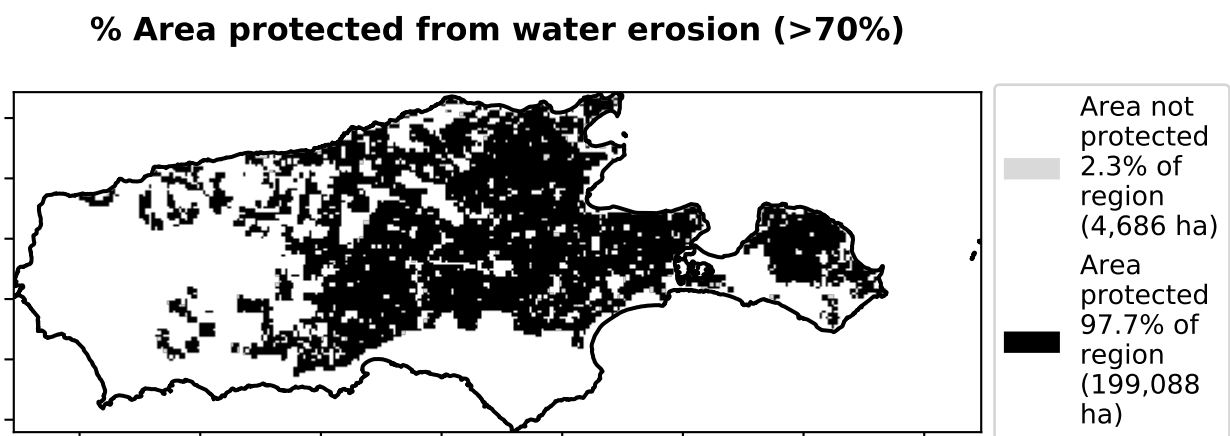 % Area protected from water erosion (>70%)
Area not
protected
2.3% of
region
(4,686 ha)
Area
protected
97.7% of
region
(199,088
ha)